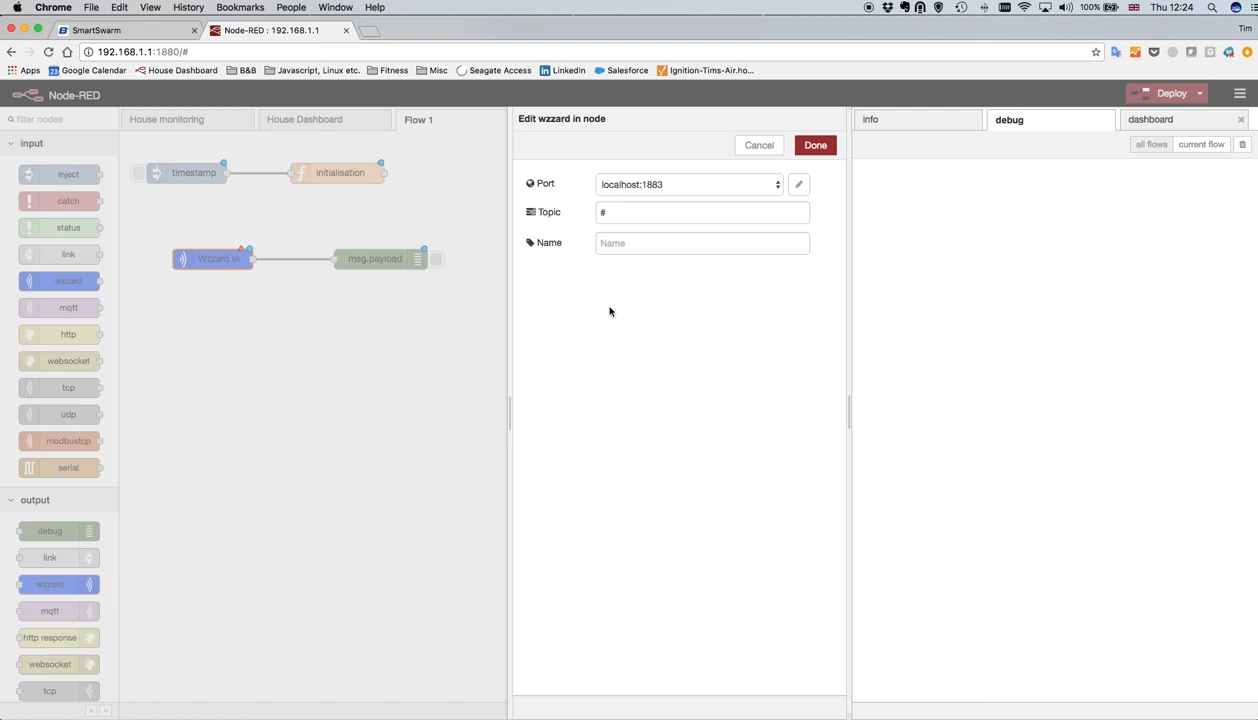 Chrome File Edit View History Bookmarks People Window Help 100% Thu 12:24
SmartSwarm × Node-RED : 192.168.1.1 × Tim
192.168.1.1:1880/#
Apps Google Calendar House Dashboard B&B Javascript, Linux etc. Fitness Misc Seagate Access LinkedIn Salesforce Ignition-Tims-Air.ho...
Node-RED Deploy
filter nodes House monitoring House Dashboard Flow 1 Edit wzzard in node info debug dashboard
Cancel Done all flows current flow
input
inject
catch
status
link
wzzard
mqtt
http
websocket
tcp
udp
modbustcp
serial
output
debug
link
wzzard
mqtt
http response
websocket
tcp
timestamp initialisation
Wzzard In msg.payload
Port localhost:1883
Topic #
Name Name